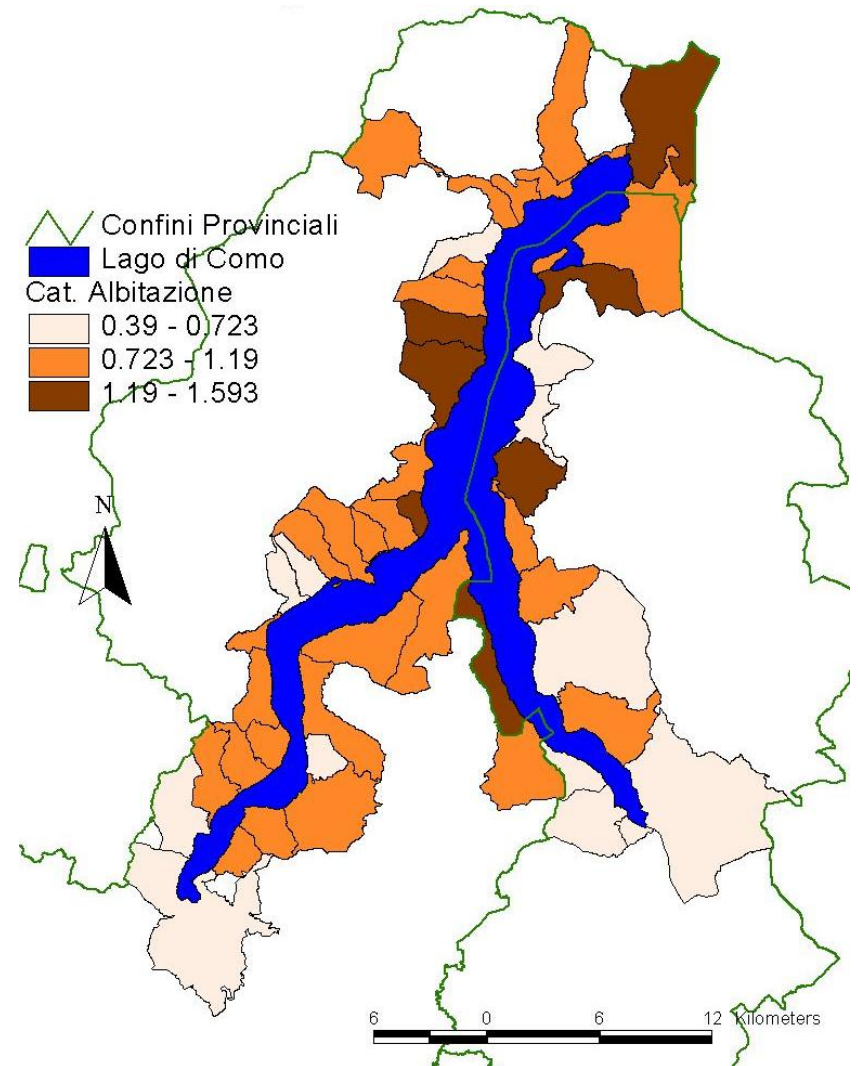 Confini Provinciali
Lago di Como
Cat. Albitazione
0.39 - 0.723
0.723 - 1.19
1.19 - 1.593
N
6 0 6 12 Kilometers